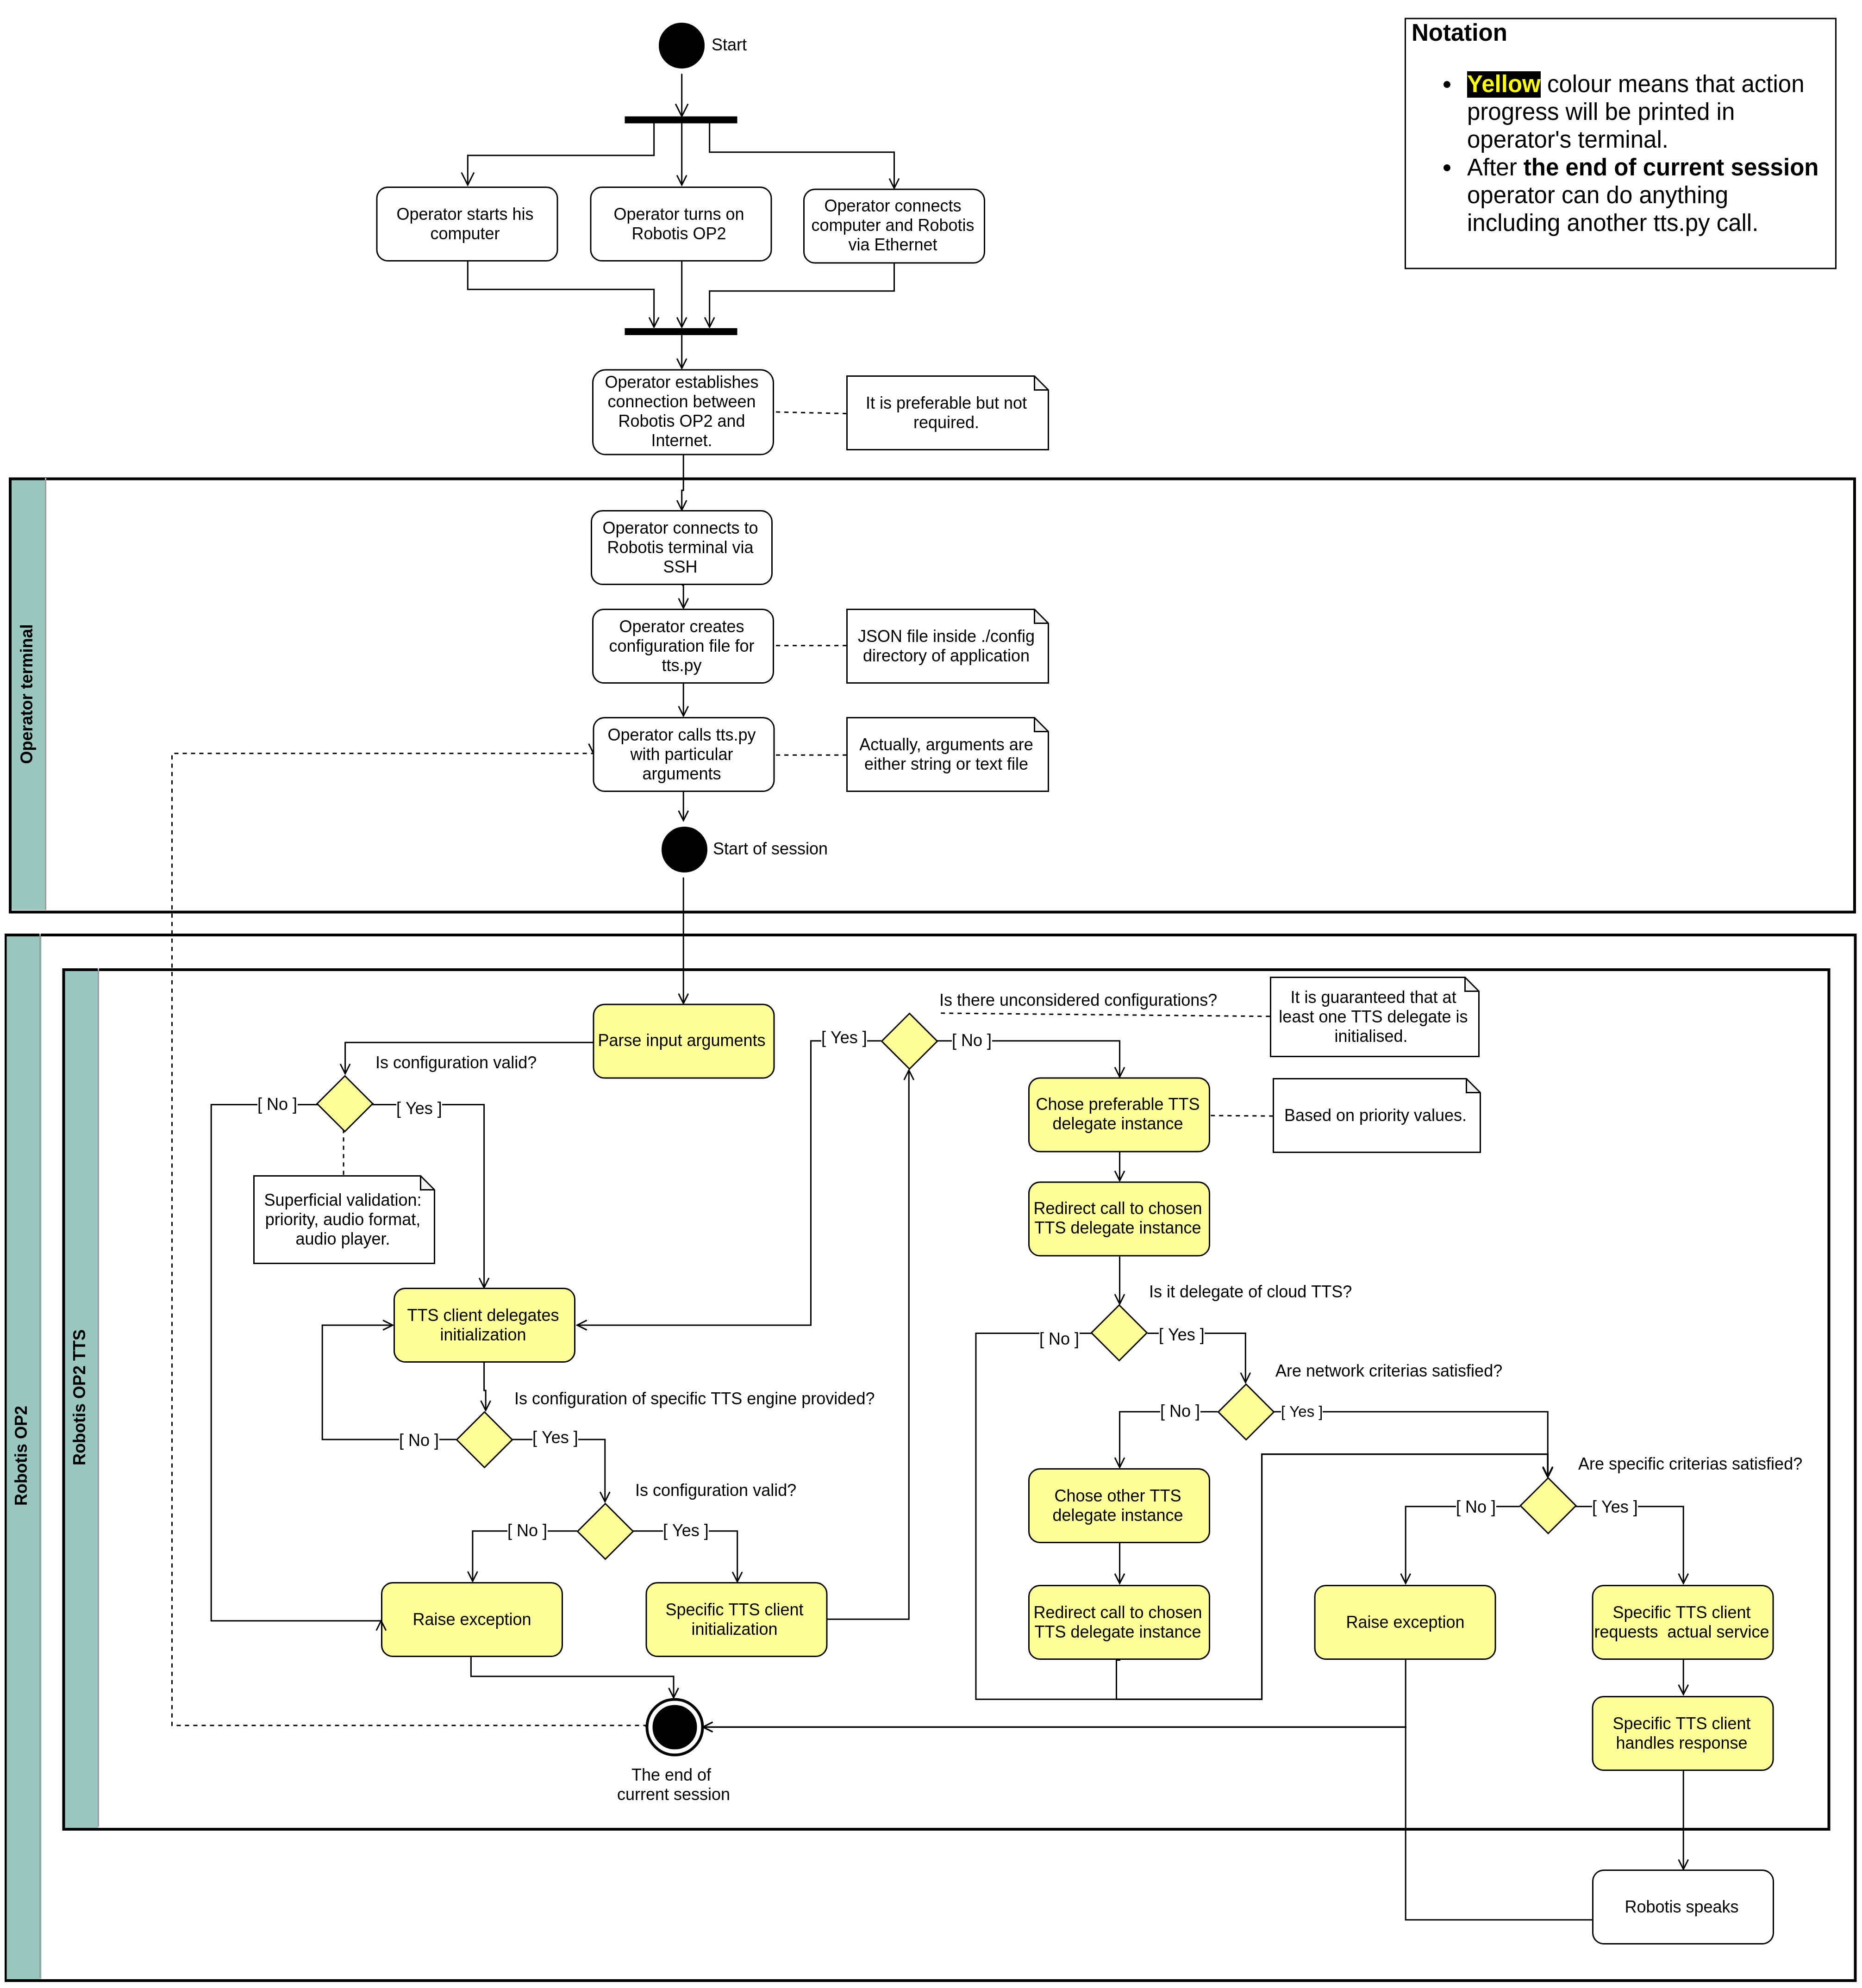 Start
Notation
• Yellow colour means that action
progress will be printed in
operator's terminal.
• After the end of current session
operator can do anything
including another tts.py call.
Operator starts his
computer
Operator turns on
Robotis OP2
Operator connects
computer and Robotis
via Ethernet
Operator establishes
connection between
Robotis OP2 and
Internet.
It is preferable but not
required.
Operator terminal
Operator connects to
Robotis terminal via
SSH
Operator creates
configuration file for
tts.py
JSON file inside ./config
directory of application
Operator calls tts.py
with particular
arguments
Actually, arguments are
either string or text file
Start of session
Robotis OP2
Robotis OP2 TTS
Parse input arguments
Is configuration valid?
[ No ]
[ Yes ]
Superficial validation:
priority, audio format,
audio player.
TTS client delegates
initialization
Is configuration of specific TTS engine provided?
[ No ]
[ Yes ]
Is configuration valid?
[ No ]
[ Yes ]
Raise exception
Specific TTS client
initialization
The end of
current session
Is there unconsidered configurations?
[ Yes ]
[ No ]
It is guaranteed that at
least one TTS delegate is
initialised.
Chose preferable TTS
delegate instance
Based on priority values.
Redirect call to chosen
TTS delegate instance
Is it delegate of cloud TTS?
[ No ]
[ Yes ]
Are network criterias satisfied?
[ No ]
[ Yes ]
Chose other TTS
delegate instance
Redirect call to chosen
TTS delegate instance
Are specific criterias satisfied?
[ No ]
[ Yes ]
Raise exception
Specific TTS client
requests  actual service
Specific TTS client
handles response
Robotis speaks